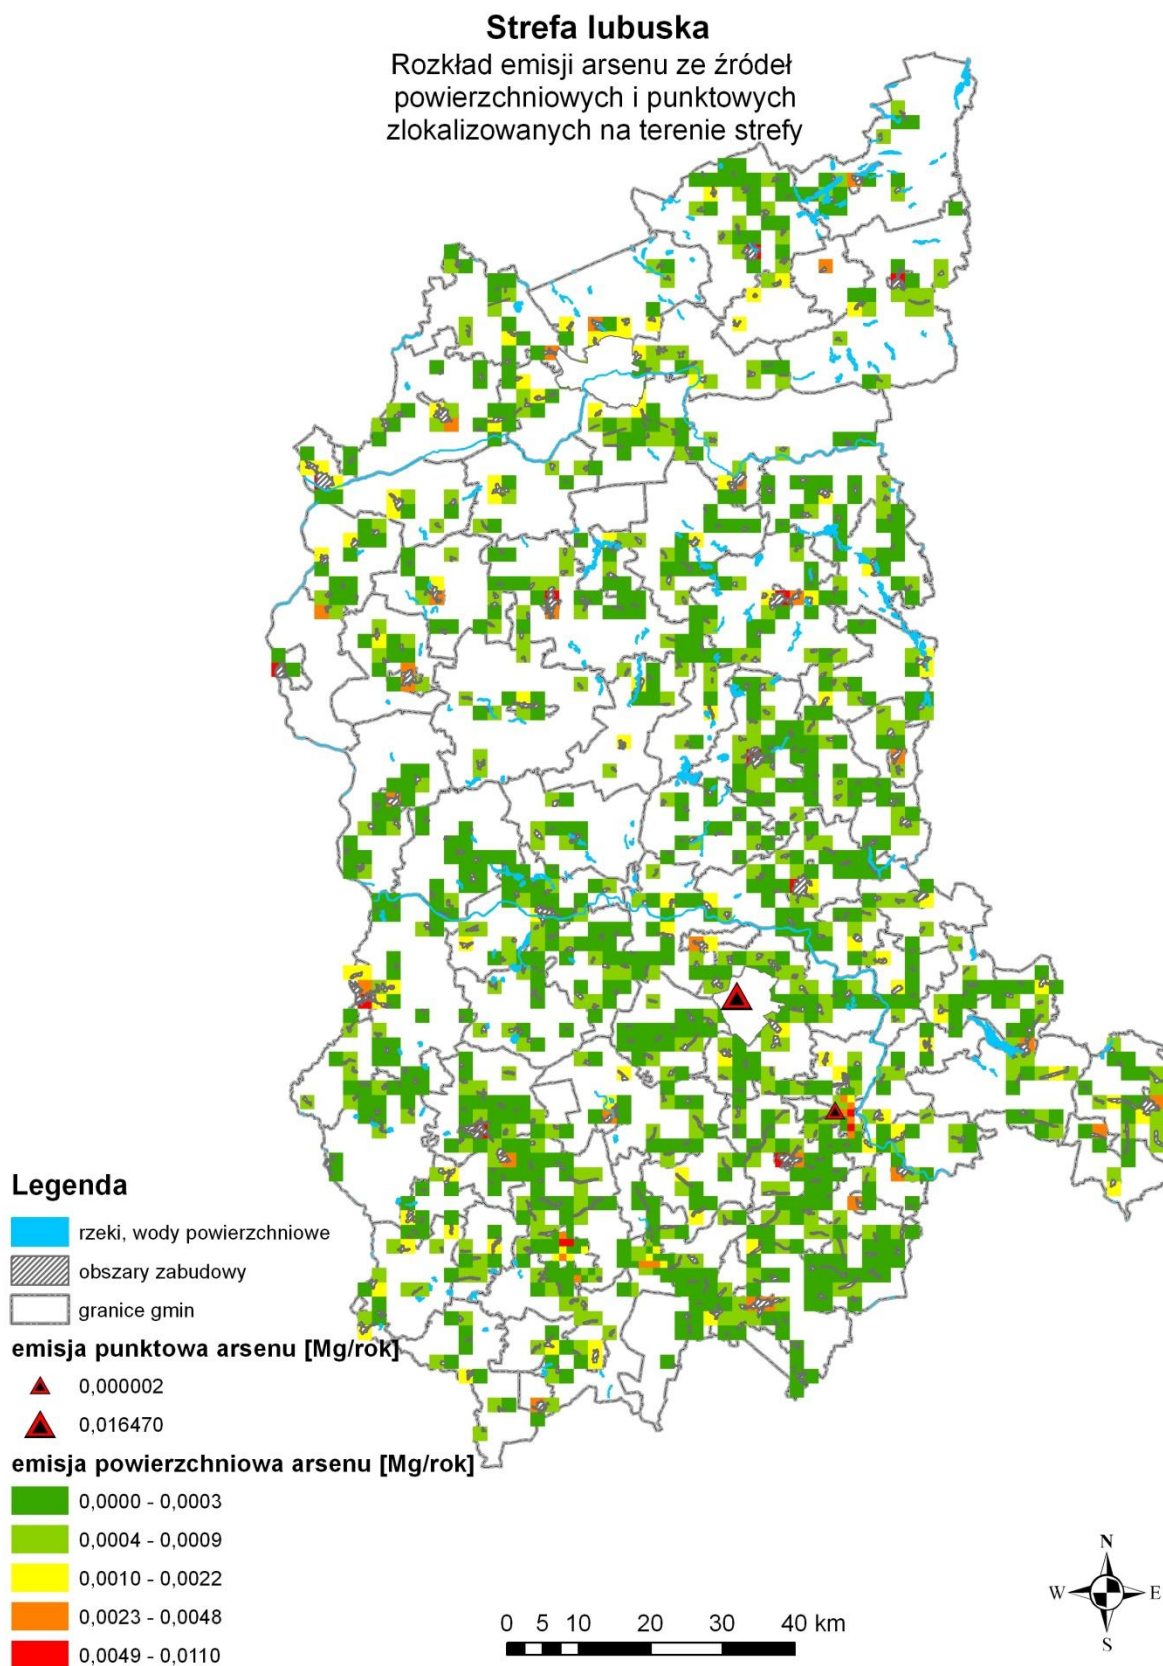 Strefa lubuska
Rozkład emisji arsenu ze źródeł
powierzchniowych i punktowych
zlokalizowanych na terenie strefy
Legenda
rzeki, wody powierzchniowe
obszary zabudowy
granice gmin
emisja punktowa arsenu [Mg/rok]
0,000002
0,016470
emisja powierzchniowa arsenu [Mg/rok]
0,0000 - 0,0003
0,0004 - 0,0009
0,0010 - 0,0022
0,0023 - 0,0048
0,0049 - 0,0110
0 5 10 20 30 40 km
N
W E
S